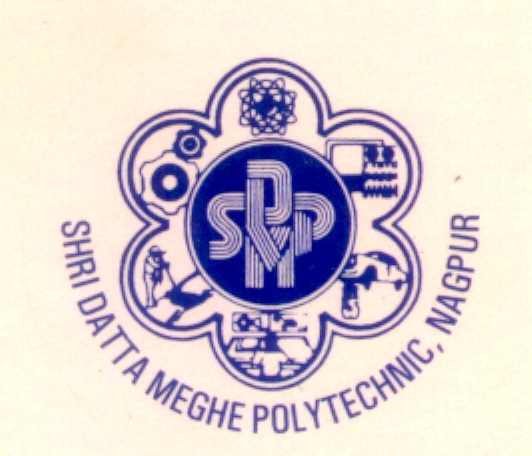 SDMP
SHRI DATTA MEGHE POLYTECHNIC, NAGPUR